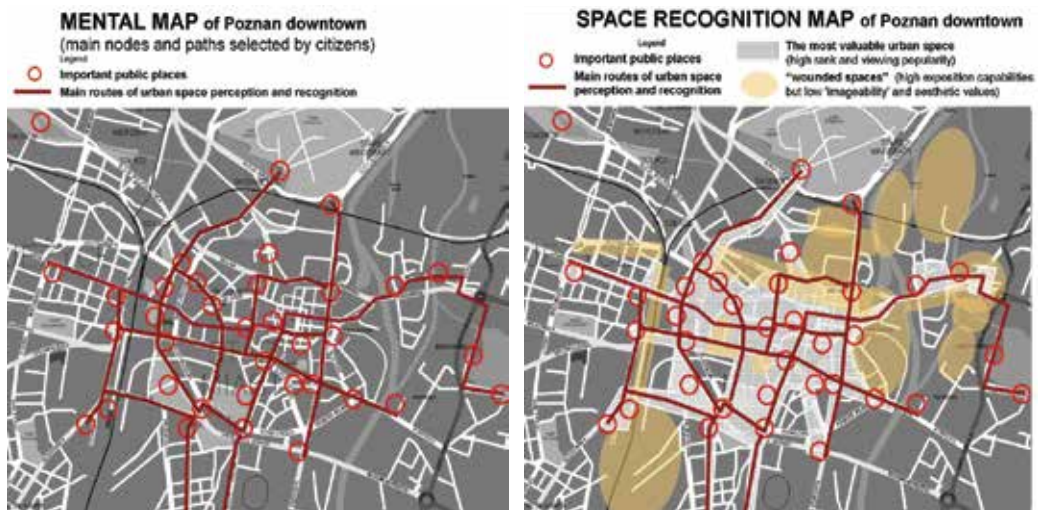 MENTAL MAP of Poznan downtown
(main nodes and paths selected by citizens)
Legend
Important public places
Main routes of urban space perception and recognition
SPACE RECOGNITION MAP of Poznan downtown
Legend
Important public places
Main routes of urban space
perception and recognition
The most valuable urban space
(high rank and viewing popularity)
“wounded spaces” (high exposition capabilities
but low 'imageability' and aesthetic values)